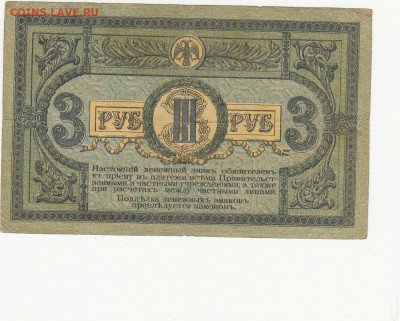 COINS.LAVE.RU
3 РУБ III РУБ 3
Настоящій денежный знакъ обязателенъ
къ пріему въ платежи всѣми Правительст-
венными и частными учрежденіями, а также
при расчетахъ между частными лицами.
Поддѣлка денежныхъ знаковъ
преслѣдуется закономъ.